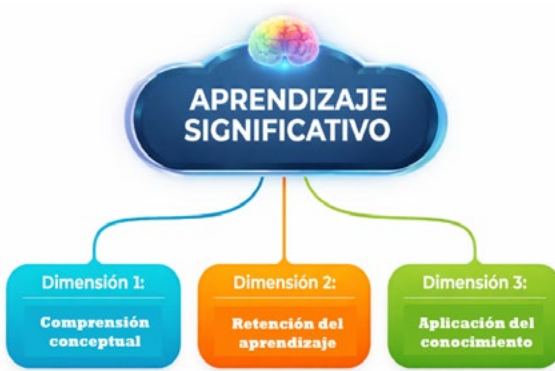 APRENDIZAJE
SIGNIFICATIVO
Dimensión 1:
Comprensión
conceptual
Dimensión 2:
Retención del
aprendizaje
Dimensión 3:
Aplicación del
conocimiento